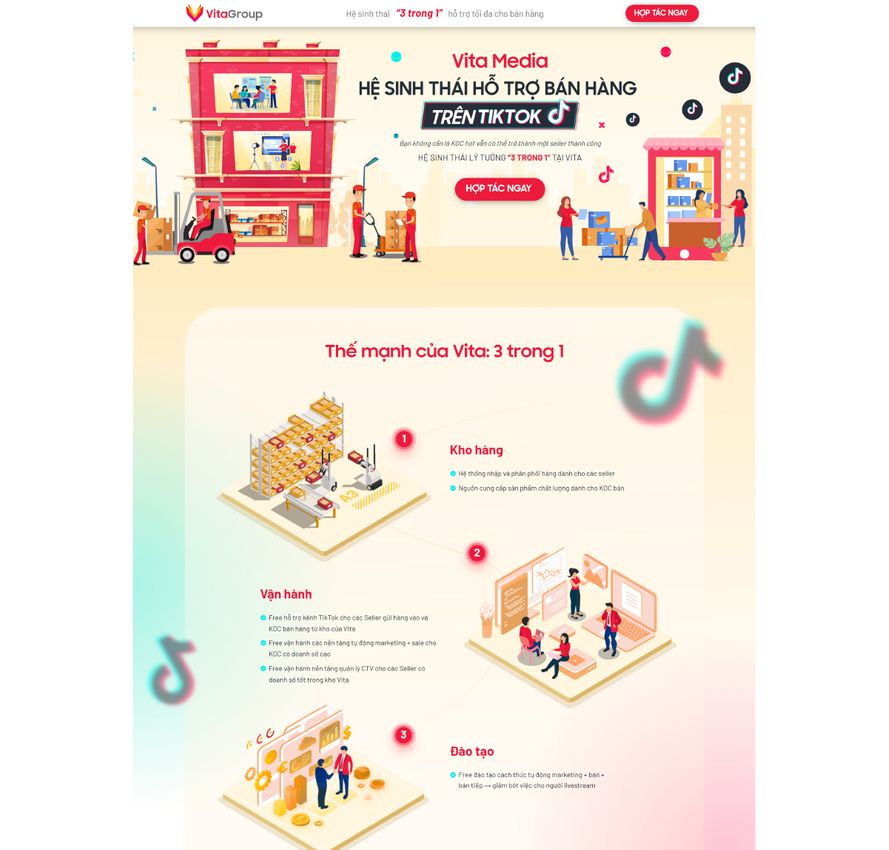 VitaGroup
Hệ sinh thái "3 trong 1" hỗ trợ tối đa cho bán hàng
HỢP TÁC NGAY
Vita Media
HỆ SINH THÁI HỖ TRỢ BÁN HÀNG
TRÊN TIKTOK
Bạn không cần là KOC hot vẫn có thể trở thành một seller thành công
HỆ SINH THÁI LÝ TƯỞNG "3 TRONG 1" TẠI VITA
HỢP TÁC NGAY
Thế mạnh của Vita: 3 trong 1
1
Kho hàng
Hệ thống nhập và phân phối hàng dành cho các seller
Nguồn cung cấp sản phẩm chất lượng dành cho KOC bán
A3
2
Vận hành
Free hỗ trợ kênh TikTok cho các Seller gửi hàng vào và
KOC bán hàng từ kho của Vita
Free vận hành các nền tảng tự động marketing + sale cho
KOC có doanh số cao
Free vận hành nền tảng quản lý CTV cho các Seller có
doanh số tốt trong kho Vita
3
Đào tạo
Free đào tạo cách thức tự động marketing + bán +
bán tiếp → giảm bớt việc cho người livestream